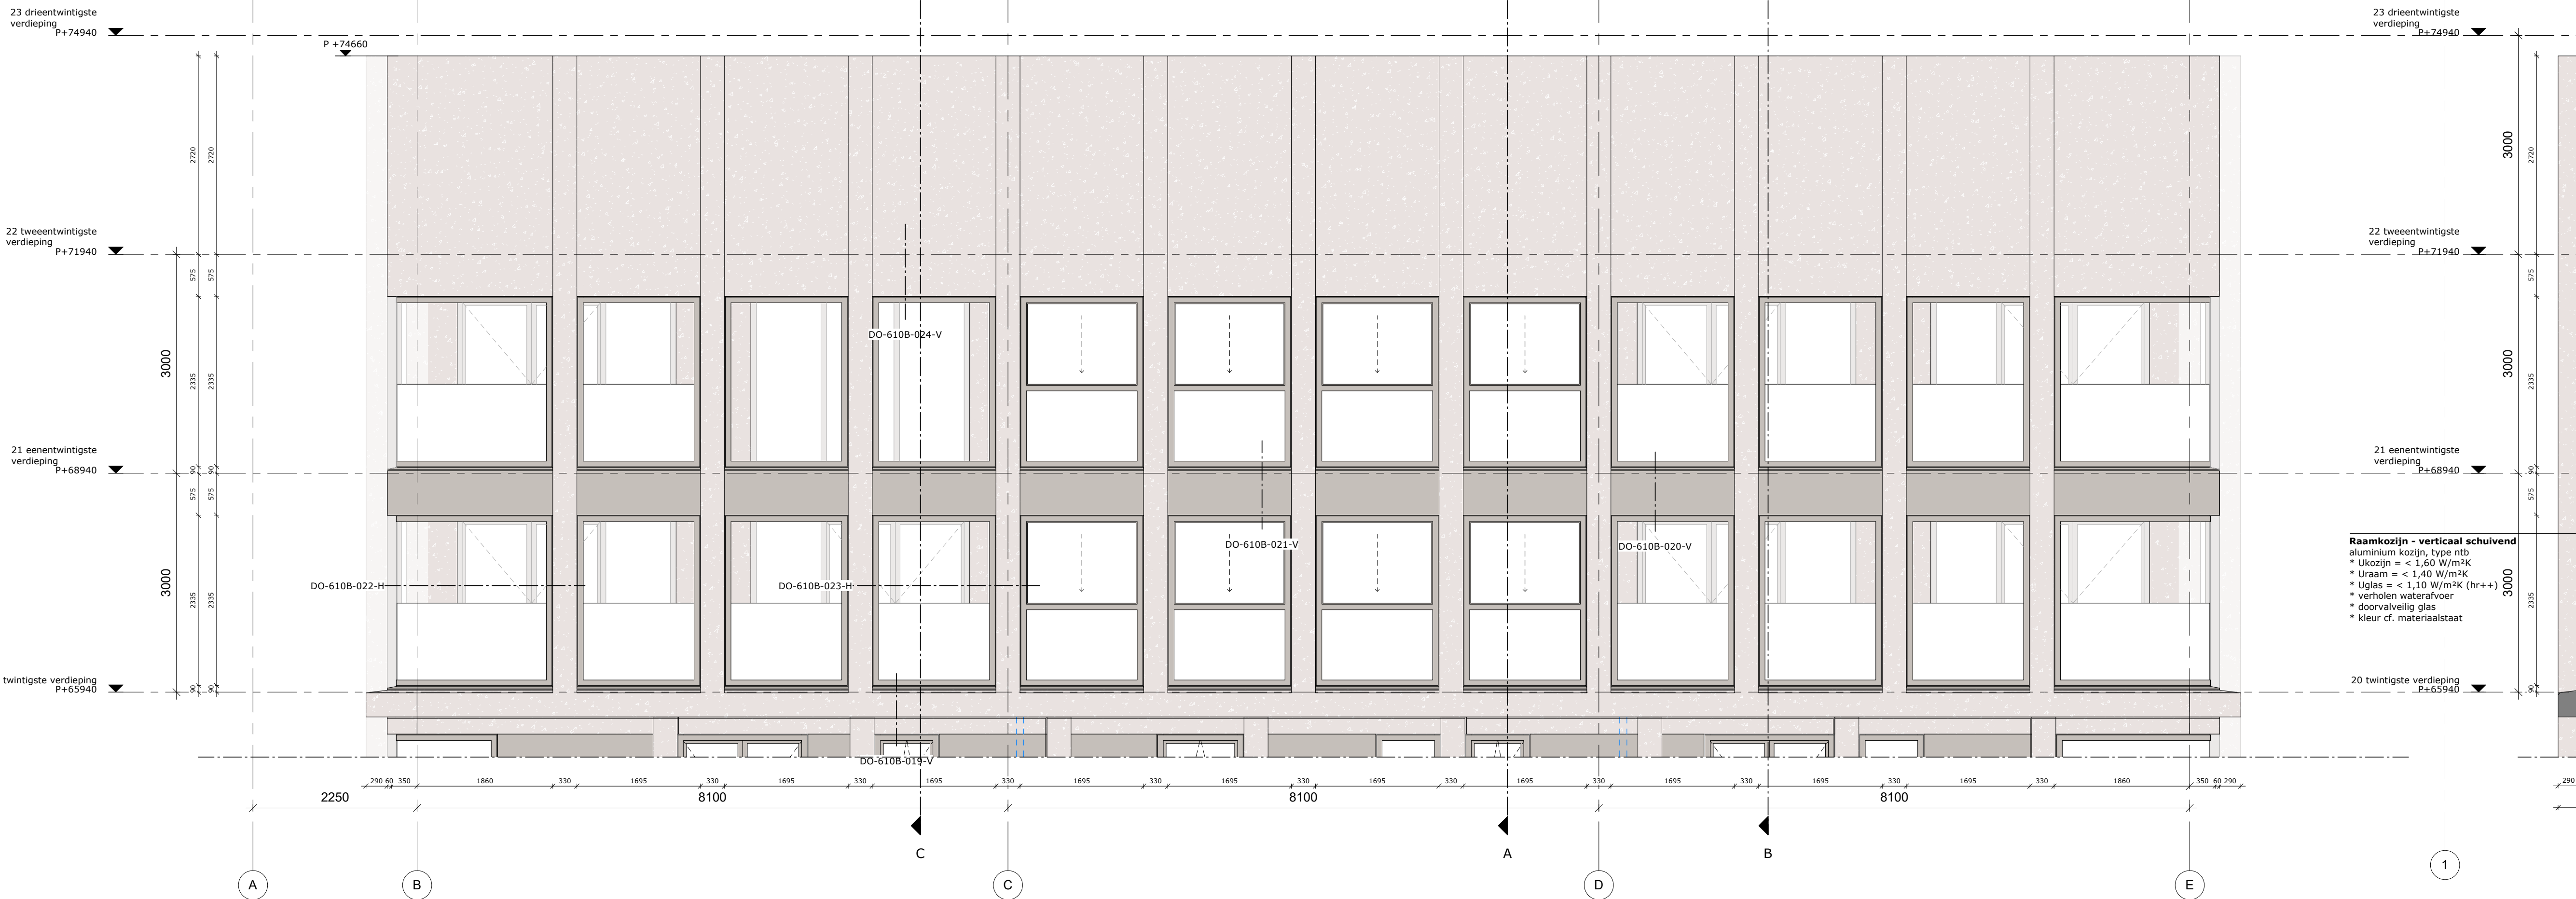 23 drieentwintigste
verdieping
P+74940
P +74660
23 drieentwintigste
verdieping
P+74940
2720
2720
3000
2720
22 tweeentwintigste
verdieping
P+71940
22 tweeentwintigste
verdieping
P+71940
575
575
575
DO-610B-024-V
3000
2335
2335
3000
2335
21 eenentwintigste
verdieping
P+68940
21 eenentwintigste
verdieping
P+68940
90
90
90
575
575
575
DO-610B-021-V
DO-610B-020-V
Raamkozijn - verticaal schuivend
aluminium kozijn, type ntb
* Ukozijn = < 1,60 W/m²K
* Uraam = < 1,40 W/m²K
* Uglas = < 1,10 W/m²K (hr++)
* verholen waterafvoer
* doorvalveilig glas
* kleur cf. materiaalstaat
DO-610B-022-H
DO-610B-023-H
3000
2335
2335
3000
2335
twintigste verdieping
P+65940
20 twintigste verdieping
P+65940
90
90
90
DO-610B-019-V
290 60 350 1860 330 1695 330 1695 330 1695 330 1695 330 1695 330 1695 330 1695 330 1695 330 1695 330 1695 330 1860 350 60 290
290
2250 8100 8100 8100
C A B
A B C D E 1